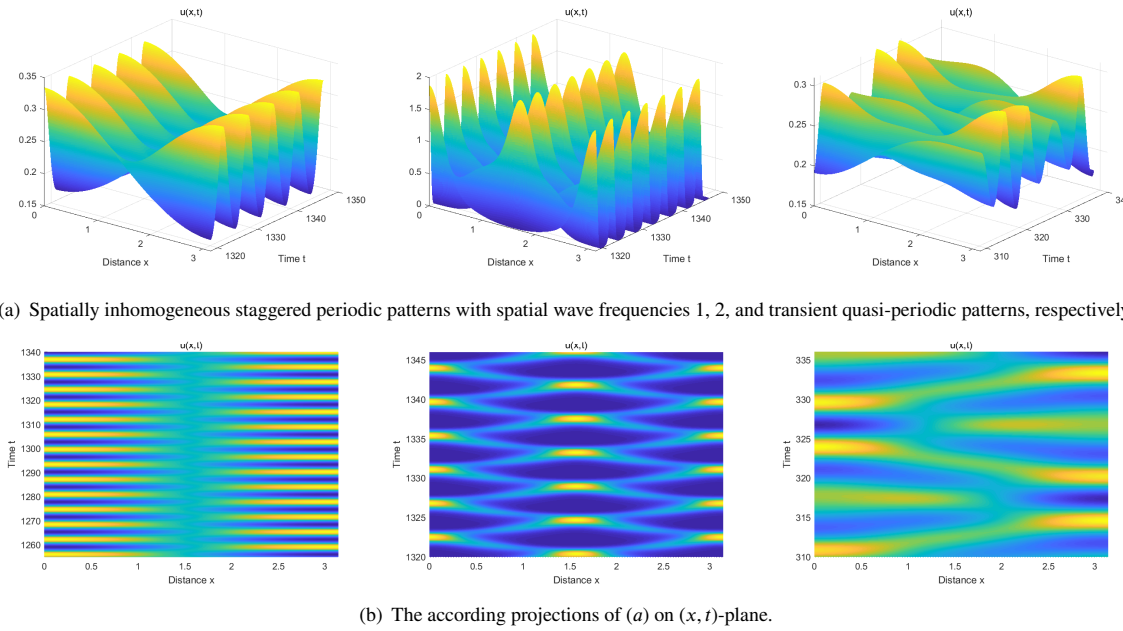 u(x,t)
0.35
0.3
0.25
0.2
0.15
0
1
2
3
Distance x
1320
1330
1340
1350
Time t
u(x,t)
2
1.5
1
0.5
0
0
1
2
3
Distance x
1320
1330
1340
1350
Time t
u(x,t)
0.3
0.25
0.2
0.15
0
1
2
3
Distance x
310
320
330
34
Time t
(a) Spatially inhomogeneous staggered periodic patterns with spatial wave frequencies 1, 2, and transient quasi-periodic patterns, respectively
u(x,t)
1340
1330
1320
1310
1300
1290
1280
1270
1260
Time t
0 0.5 1 1.5 2 2.5 3
Distance x
u(x,t)
1345
1340
1335
1330
1325
1320
Time t
0 0.5 1 1.5 2 2.5 3
Distance x
u(x,t)
335
330
325
320
315
310
Time t
0 0.5 1 1.5 2 2.5 3
Distance x
(b) The according projections of (a) on (x, t)-plane.